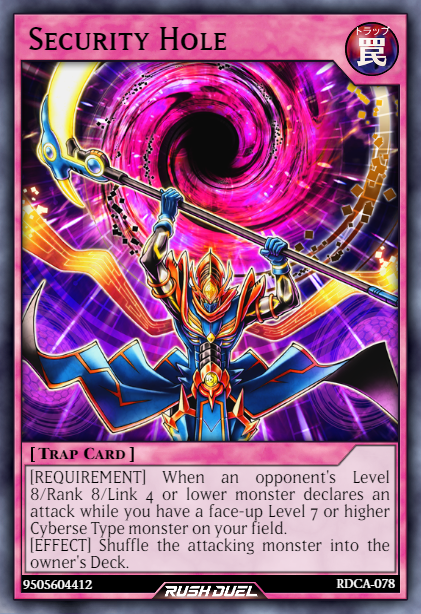 Security Hole
トラップ
罠
[ Trap Card ]
[REQUIREMENT] When an opponent's Level
8/Rank 8/Link 4 or lower monster declares an
attack while you have a face-up Level 7 or higher
Cyberse Type monster on your field.
[EFFECT] Shuffle the attacking monster into the
owner's Deck.
9505604412
RUSH DUEL
RDCA-078